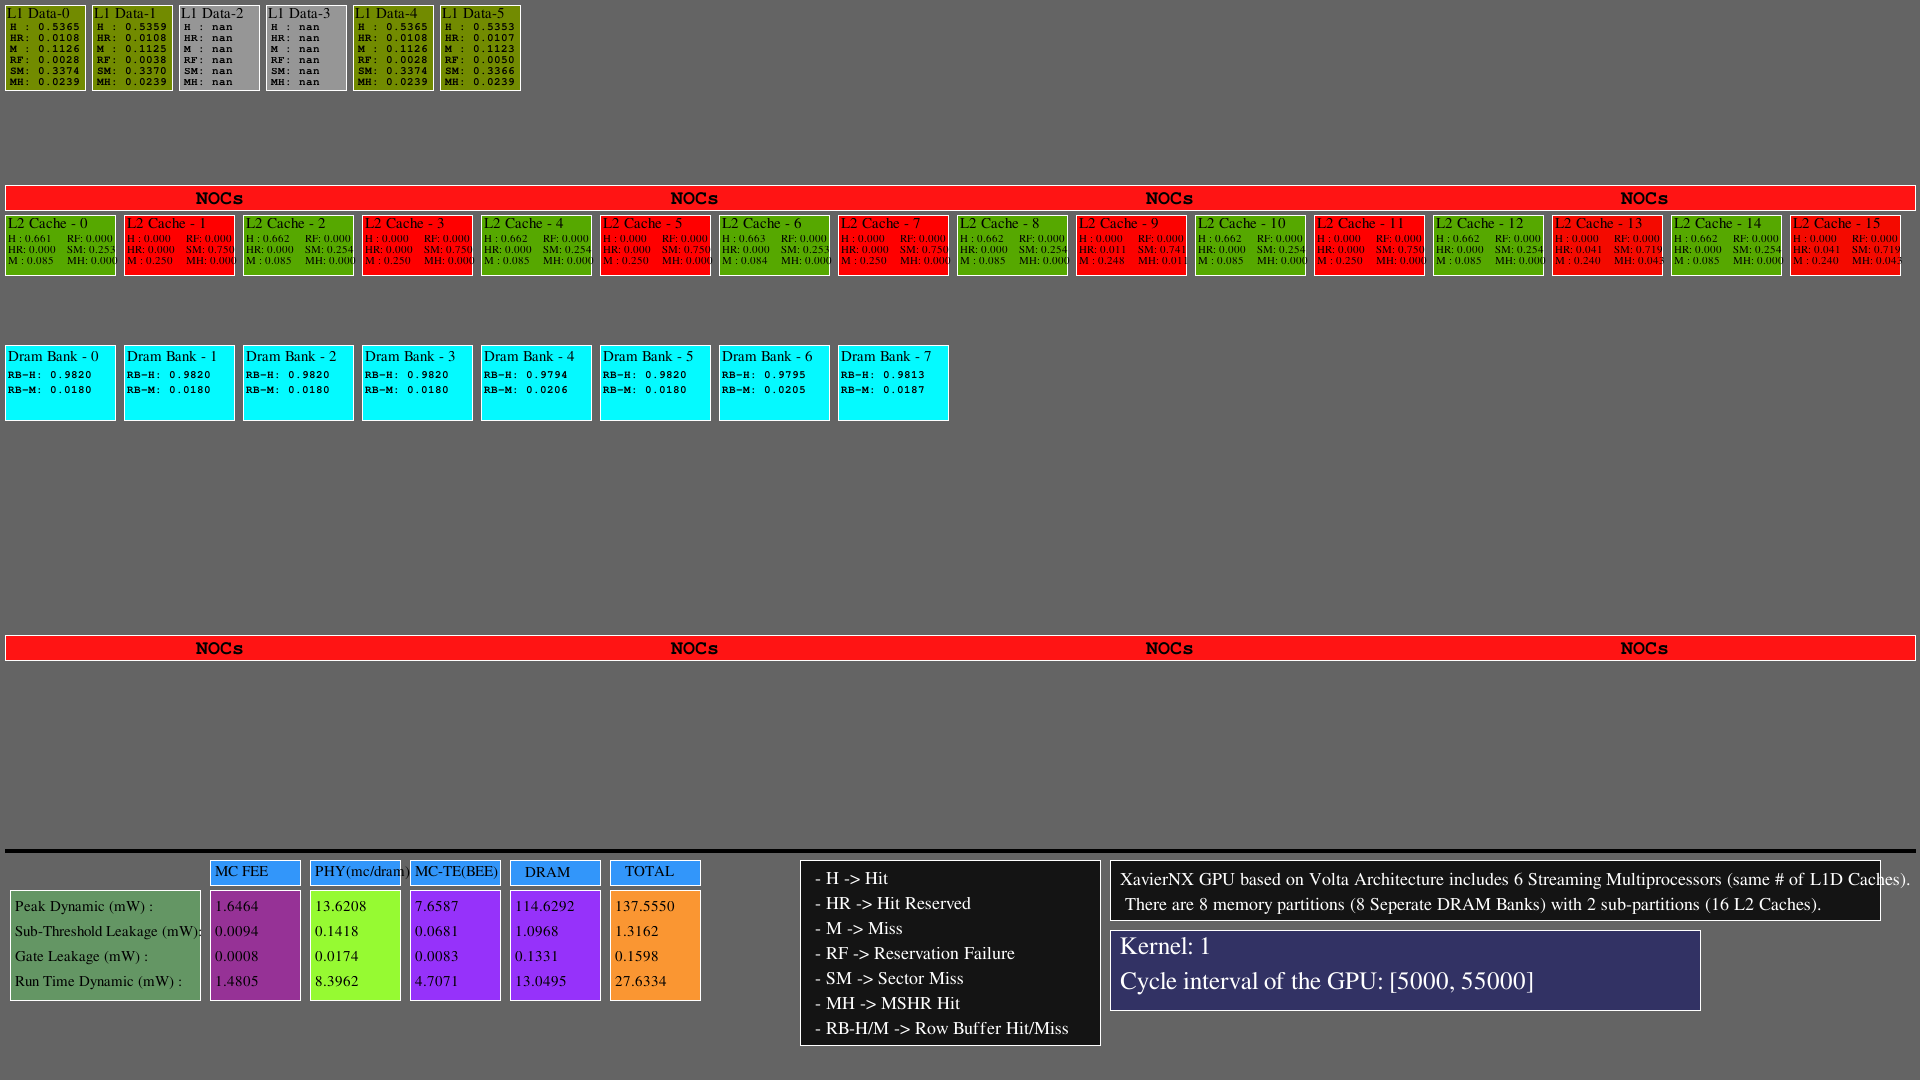 L1 Data-0 L1 Data-1 L1 Data-2 L1 Data-3 L1 Data-4 L1 Data-5
H : 0.5365 H : 0.5359 H : nan H : nan H : 0.5365 H : 0.5353
HR: 0.0108 HR: 0.0108 HR: nan HR: nan HR: 0.0108 HR: 0.0107
M : 0.1126 M : 0.1125 M : nan M : nan M : 0.1126 M : 0.1123
RF: 0.0028 RF: 0.0038 RF: nan RF: nan RF: 0.0028 RF: 0.0050
SM: 0.3374 SM: 0.3370 SM: nan SM: nan SM: 0.3374 SM: 0.3366
MH: 0.0239 MH: 0.0239 MH: nan MH: nan MH: 0.0239 MH: 0.0239
NOCs NOCs NOCs NOCs
L2 Cache - 0 L2 Cache - 1 L2 Cache - 2 L2 Cache - 3 L2 Cache - 4 L2 Cache - 5 L2 Cache - 6 L2 Cache - 7 L2 Cache - 8 L2 Cache - 9 L2 Cache - 10 L2 Cache - 11 L2 Cache - 12 L2 Cache - 13 L2 Cache - 14 L2 Cache - 15
H : 0.661 RF: 0.000 H : 0.000 RF: 0.000 H : 0.662 RF: 0.000 H : 0.000 RF: 0.000 H : 0.662 RF: 0.000 H : 0.000 RF: 0.000 H : 0.663 RF: 0.000 H : 0.000 RF: 0.000 H : 0.662 RF: 0.000 H : 0.000 RF: 0.000 H : 0.662 RF: 0.000 H : 0.000 RF: 0.000 H : 0.662 RF: 0.000 H : 0.000 RF: 0.000 H : 0.662 RF: 0.000 H : 0.000 RF: 0.000
HR: 0.000 SM: 0.253 HR: 0.000 SM: 0.750 HR: 0.000 SM: 0.254 HR: 0.000 SM: 0.750 HR: 0.000 SM: 0.254 HR: 0.000 SM: 0.750 HR: 0.000 SM: 0.253 HR: 0.000 SM: 0.750 HR: 0.000 SM: 0.254 HR: 0.011 SM: 0.741 HR: 0.000 SM: 0.254 HR: 0.000 SM: 0.750 HR: 0.000 SM: 0.254 HR: 0.041 SM: 0.719 HR: 0.000 SM: 0.254 HR: 0.041 SM: 0.719
M : 0.085 MH: 0.000 M : 0.250 MH: 0.000 M : 0.085 MH: 0.000 M : 0.250 MH: 0.000 M : 0.085 MH: 0.000 M : 0.250 MH: 0.000 M : 0.084 MH: 0.000 M : 0.250 MH: 0.000 M : 0.085 MH: 0.000 M : 0.248 MH: 0.011 M : 0.085 MH: 0.000 M : 0.250 MH: 0.000 M : 0.085 MH: 0.000 M : 0.240 MH: 0.043 M : 0.085 MH: 0.000 M : 0.240 MH: 0.043
Dram Bank - 0 Dram Bank - 1 Dram Bank - 2 Dram Bank - 3 Dram Bank - 4 Dram Bank - 5 Dram Bank - 6 Dram Bank - 7
RB-H: 0.9820 RB-H: 0.9820 RB-H: 0.9820 RB-H: 0.9820 RB-H: 0.9794 RB-H: 0.9820 RB-H: 0.9795 RB-H: 0.9813
RB-M: 0.0180 RB-M: 0.0180 RB-M: 0.0180 RB-M: 0.0180 RB-M: 0.0206 RB-M: 0.0180 RB-M: 0.0205 RB-M: 0.0187
NOCs NOCs NOCs NOCs
MC FEE PHY(mc/dram) MC-TE(BEE) DRAM TOTAL
Peak Dynamic (mW) : 1.6464 13.6208 7.6587 114.6292 137.5550
Sub-Threshold Leakage (mW): 0.0094 0.1418 0.0681 1.0968 1.3162
Gate Leakage (mW) : 0.0008 0.0174 0.0083 0.1331 0.1598
Run Time Dynamic (mW) : 1.4805 8.3962 4.7071 13.0495 27.6334
- H -> Hit
- HR -> Hit Reserved
- M -> Miss
- RF -> Reservation Failure
- SM -> Sector Miss
- MH -> MSHR Hit
- RB-H/M -> Row Buffer Hit/Miss
XavierNX GPU based on Volta Architecture includes 6 Streaming Multiprocessors (same # of L1D Caches).
There are 8 memory partitions (8 Seperate DRAM Banks) with 2 sub-partitions (16 L2 Caches).
Kernel: 1
Cycle interval of the GPU: [5000, 55000]